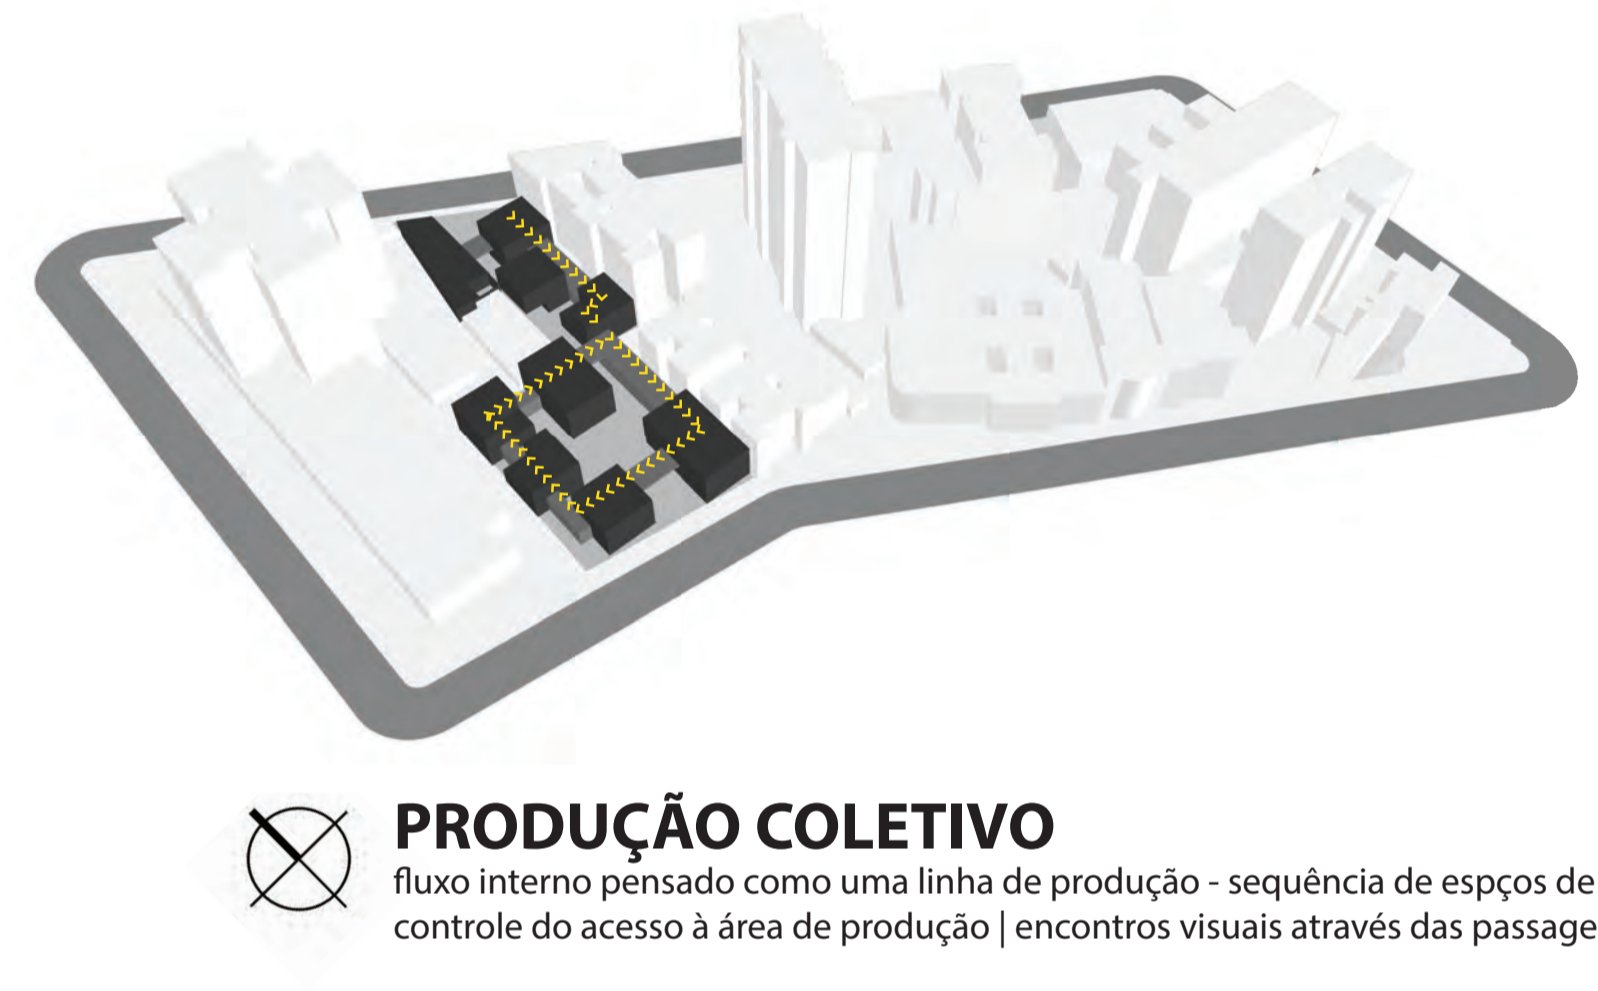 PRODUÇÃO COLETIVO
fluxo interno pensado como uma linha de produção - sequência de espços de
controle do acesso à área de produção | encontros visuais através das passage